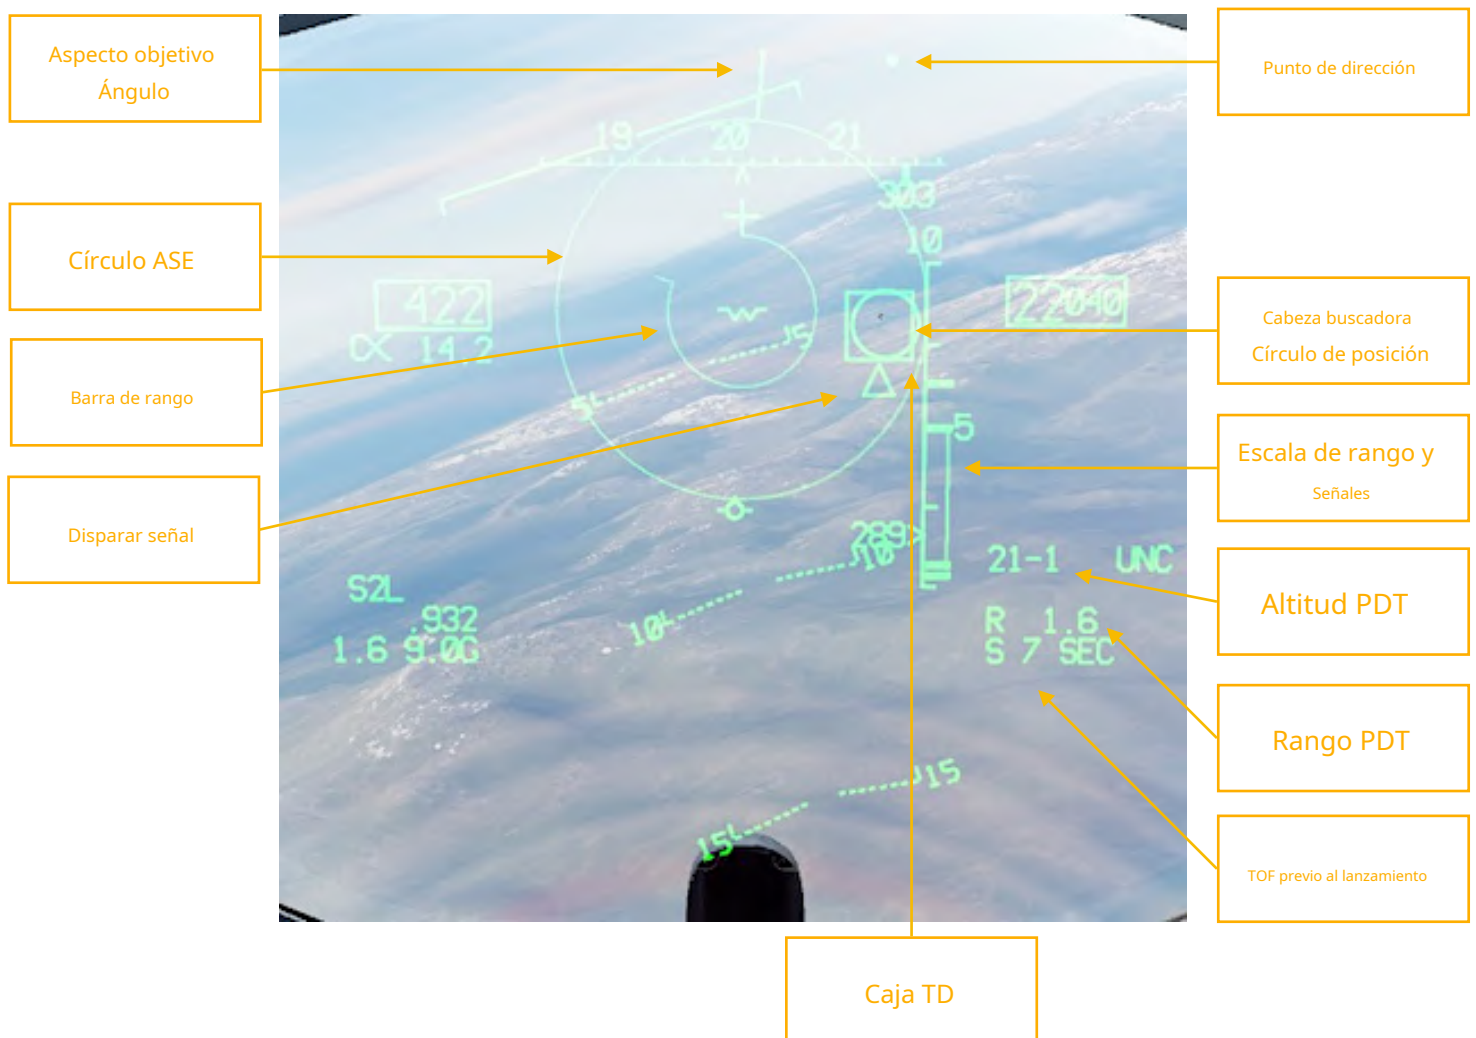 Aspecto objetivo
Ángulo
Punto de dirección
Círculo ASE
Barra de rango
Disparar señal
Cabeza buscadora
Círculo de posición
Escala de rango y
Señales
Altitud PDT
Rango PDT
TOF previo al lanzamiento
Caja TD
19 20 21
303
10
422
22040
α 14.2
5 5
5
289>
10 10
21-1 UNC
S2L
.932
R 1.6
1.6 9.0G
S 7 SEC
15 15